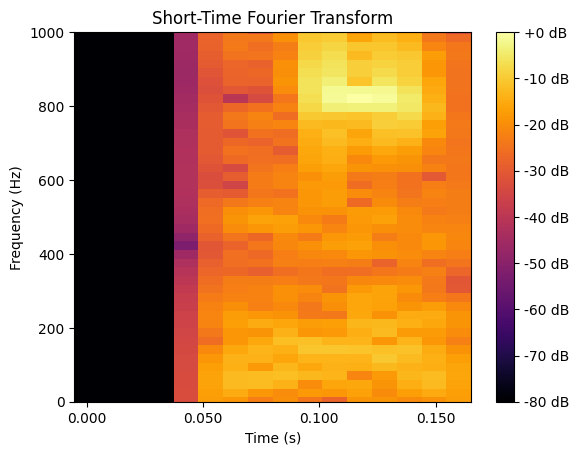 Short-Time Fourier Transform
Frequency (Hz)
1000
800
600
400
200
0
0.000
0.050
0.100
0.150
Time (s)
+0 dB
-10 dB
-20 dB
-30 dB
-40 dB
-50 dB
-60 dB
-70 dB
-80 dB